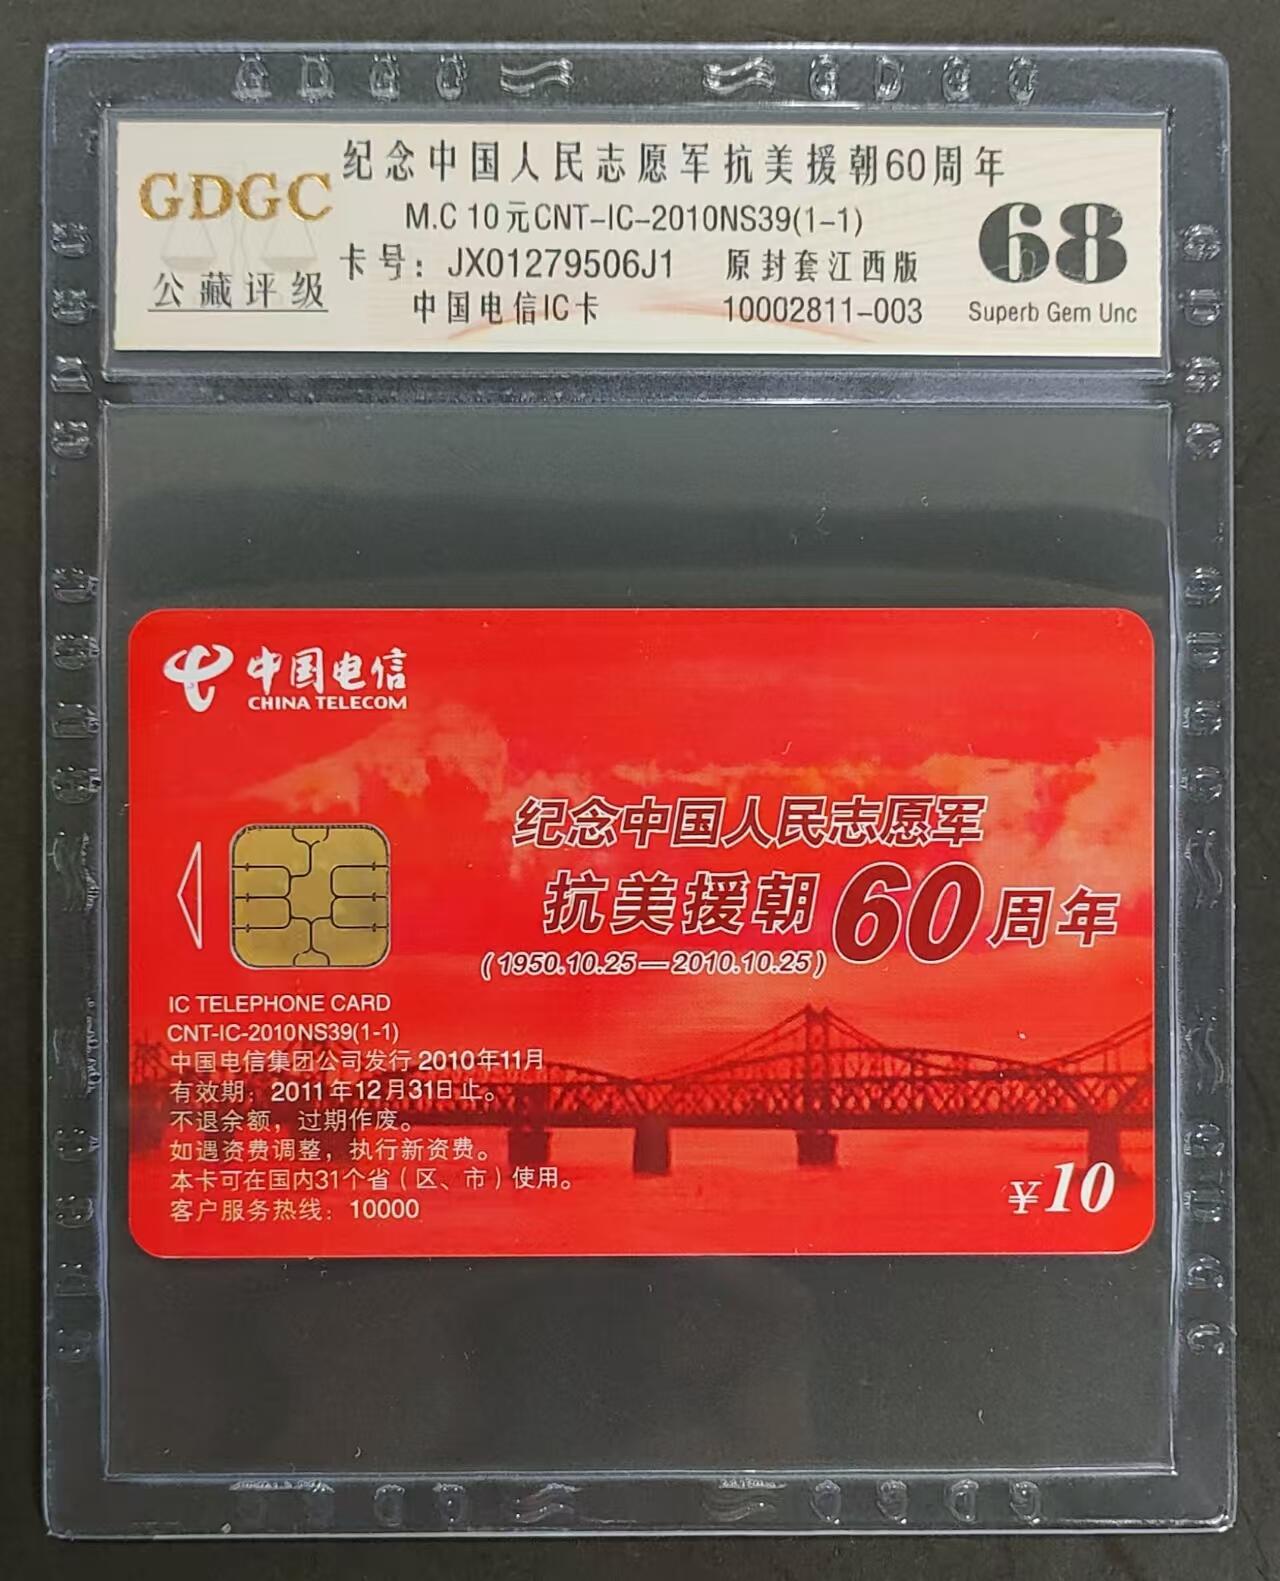 GDGC
公藏评级
纪念中国人民志愿军抗美援朝60周年
M.C 10元CNT-IC-2010NS39(1-1)
卡号：JX01279506J1 原封套江西版
中国电信IC卡 10002811-003
68
Superb Gem Unc
中国电信
CHINA TELECOM
纪念中国人民志愿军
抗美援朝60周年
(1950.10.25—2010.10.25)
IC TELEPHONE CARD
CNT-IC-2010NS39(1-1)
中国电信集团公司发行 2010年11月
有效期：2011年12月31日止。
不退余额，过期作废。
如遇资费调整，执行新资费。
本卡可在国内31个省（区、市）使用。
客户服务热线：10000
¥10